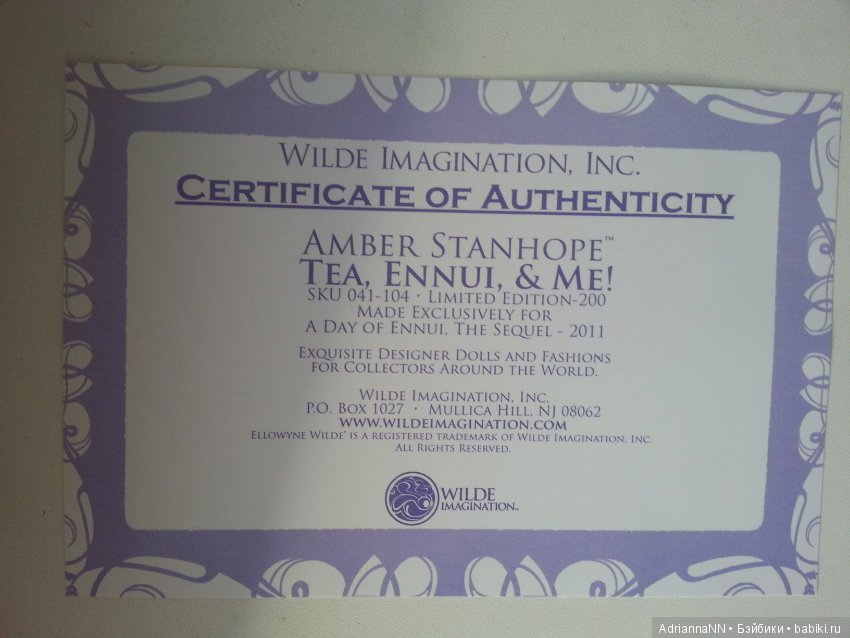 WILDE IMAGINATION, INC.
CERTIFICATE OF AUTHENTICITY
AMBER STANHOPE™
TEA, ENNUI, & ME!
SKU 041-104 · LIMITED EDITION-200
MADE EXCLUSIVELY FOR
A DAY OF ENNUI, THE SEQUEL - 2011
EXQUISITE DESIGNER DOLLS AND FASHIONS
FOR COLLECTORS AROUND THE WORLD.
WILDE IMAGINATION, INC.
P.O. BOX 1027 · MULLICA HILL, NJ 08062
WWW.WILDEIMAGINATION.COM
ELLOWYNE WILDE® IS A REGISTERED TRADEMARK OF WILDE IMAGINATION, INC.
ALL RIGHTS RESERVED.
WILDE
IMAGINATION™
AdriannaNN • Бэйбики • babiki.ru